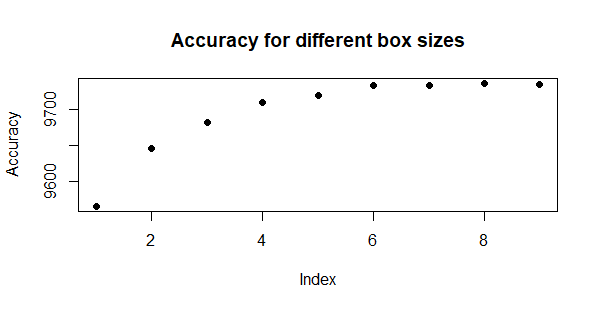 Accuracy for different box sizes
Accuracy
9700
9600
2 4 6 8
Index